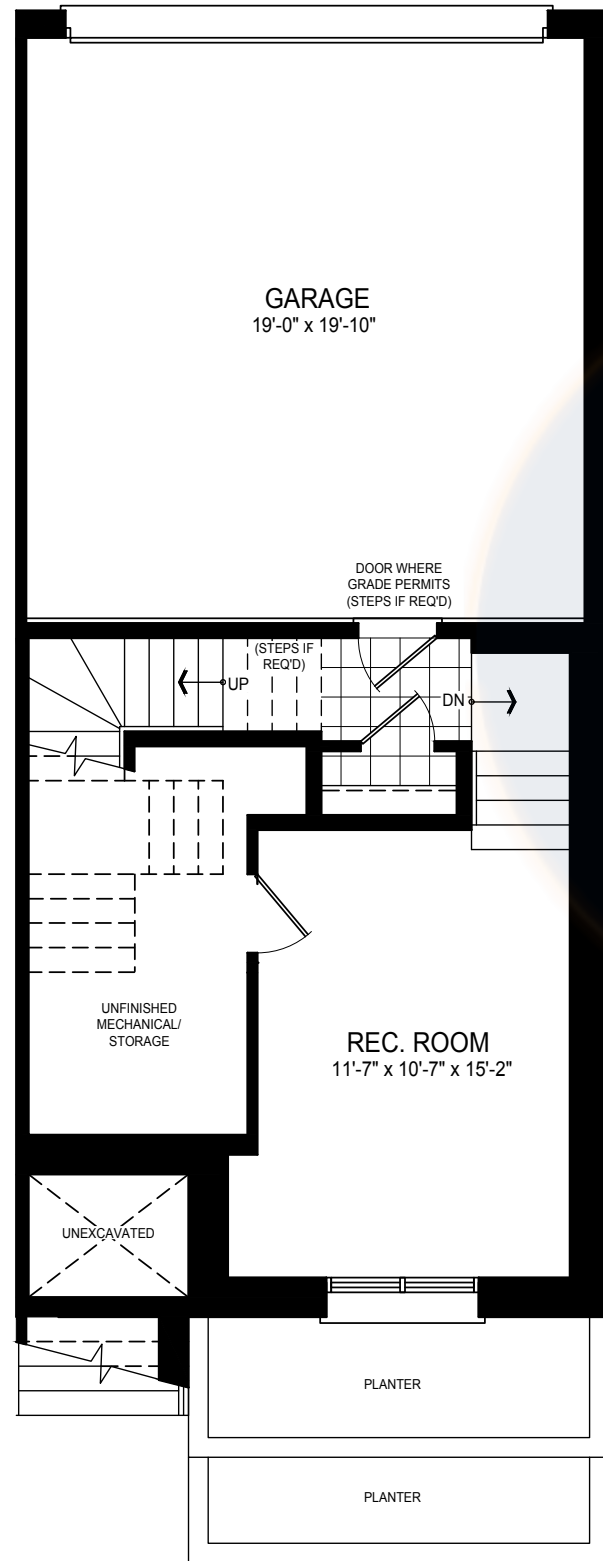 GARAGE
19'-0" x 19'-10"
DOOR WHERE
GRADE PERMITS
(STEPS IF REQ'D)
(STEPS IF
REQ'D)
UP
DN
UNFINISHED
MECHANICAL/
STORAGE
REC. ROOM
11'-7" x 10'-7" x 15'-2"
UNEXCAVATED
PLANTER
PLANTER